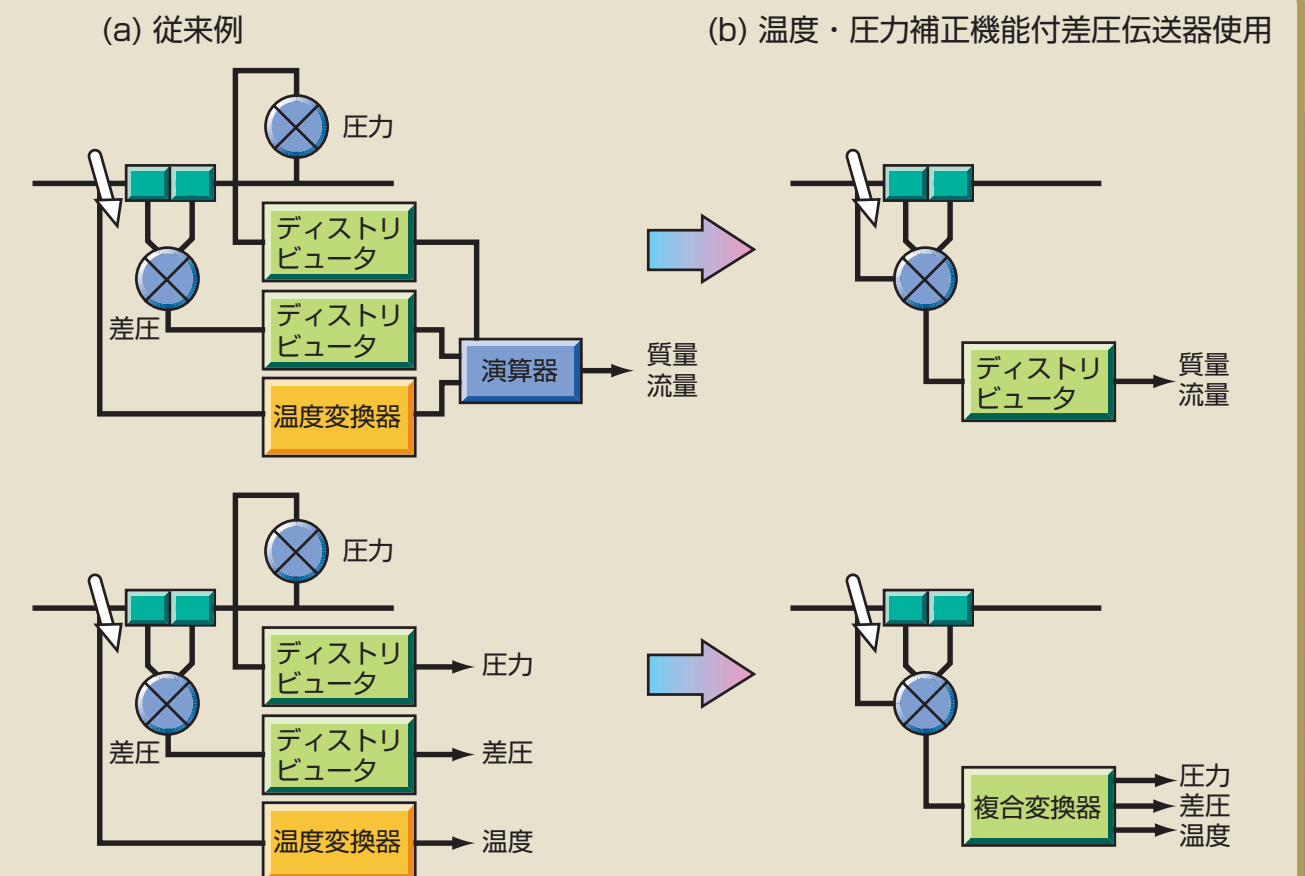 (a) 従来例
(b) 温度・圧力補正機能付差圧伝送器使用
圧力
ディストリ
ビュータ
差圧
ディストリ
ビュータ
温度変換器
演算器
質量
流量
ディストリ
ビュータ
質量
流量
圧力
ディストリ
ビュータ
圧力
差圧
ディストリ
ビュータ
差圧
温度変換器
温度
複合変換器
圧力
差圧
温度